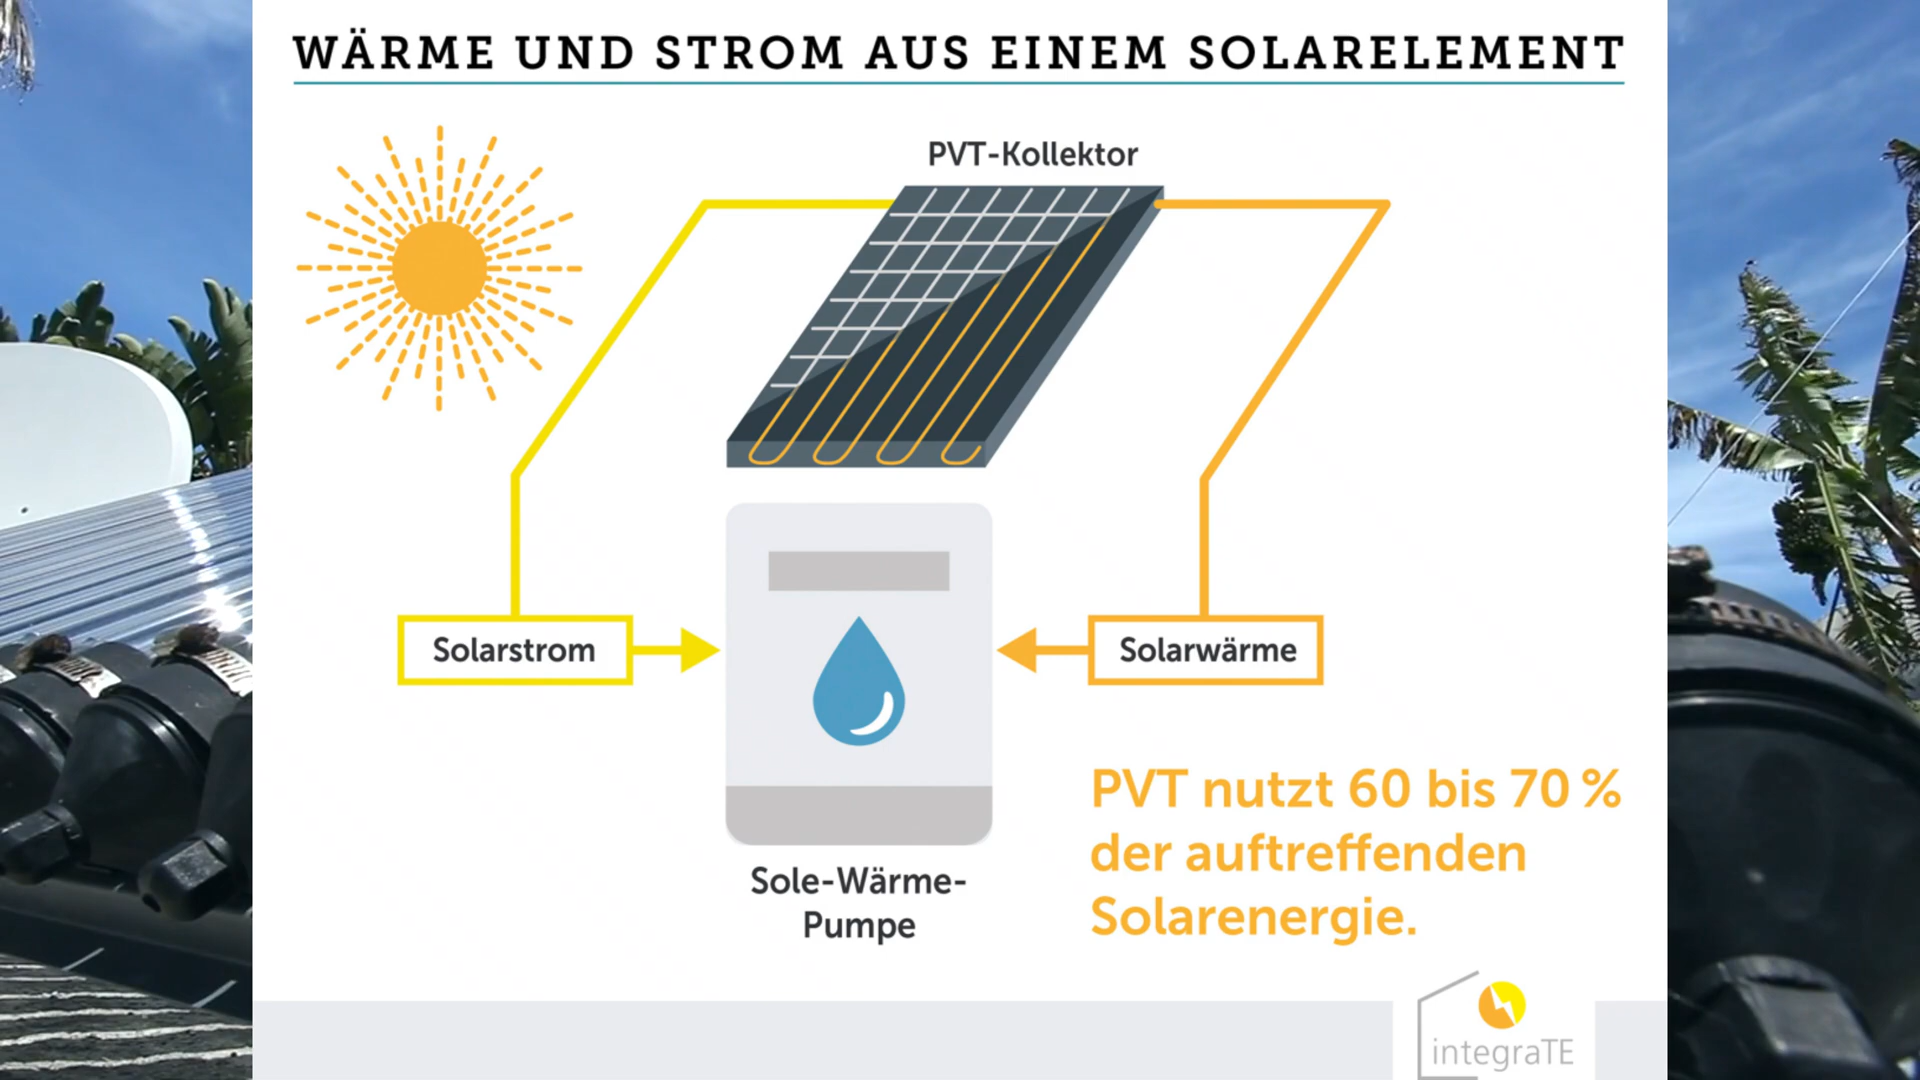 WÄRME UND STROM AUS EINEM SOLARELEMENT
PVT-Kollektor
Solarstrom
Solarwärme
Sole-Wärme-
Pumpe
PVT nutzt 60 bis 70 %
der auftreffenden
Solarenergie.
integraTE